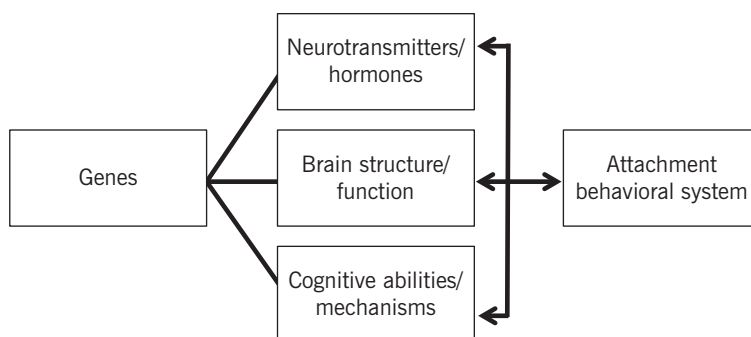 Neurotransmitters/
hormones
Genes
Brain structure/
function
Attachment
behavioral system
Cognitive abilities/
mechanisms